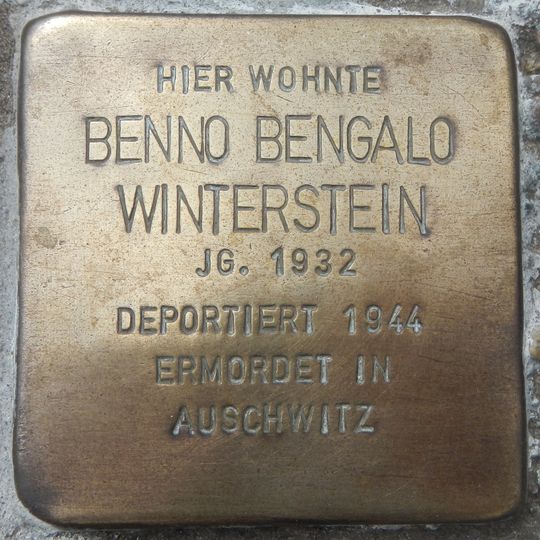 HIER WOHNTE
BENNO BENGALO
WINTERSTEIN
JG. 1932
DEPORTIERT 1944
ERMORDET IN
AUSCHWITZ